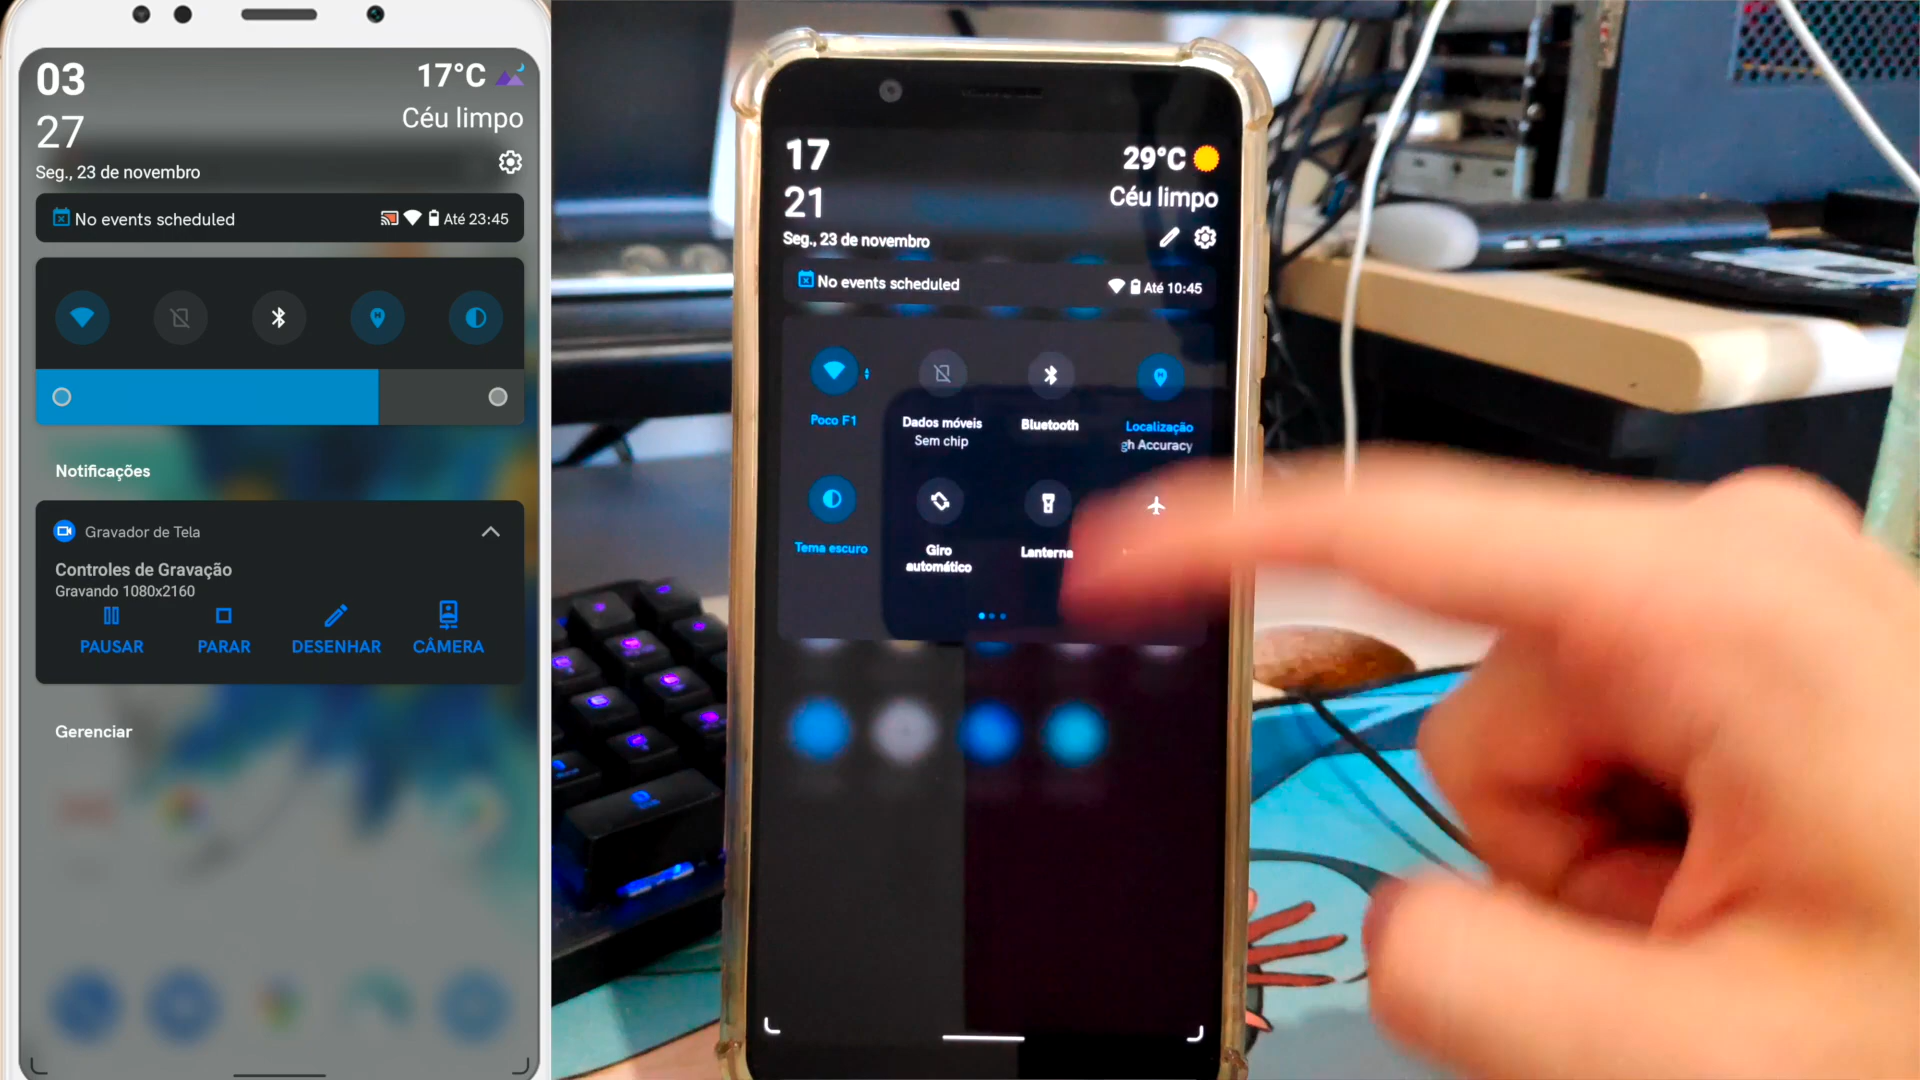 03
27
17°C
Céu limpo
Seg., 23 de novembro
No events scheduled
Até 23:45
Notificações
Gravador de Tela
Controles de Gravação
Gravando 1080x2160
PAUSAR
PARAR
DESENHAR
CÂMERA
Gerenciar
17
21
29°C
Céu limpo
Seg., 23 de novembro
No events scheduled
Até 10:45
Poco F1
Dados móveis
Sem chip
Bluetooth
Localização
gh Accuracy
Tema escuro
Giro
automático
Lanterna